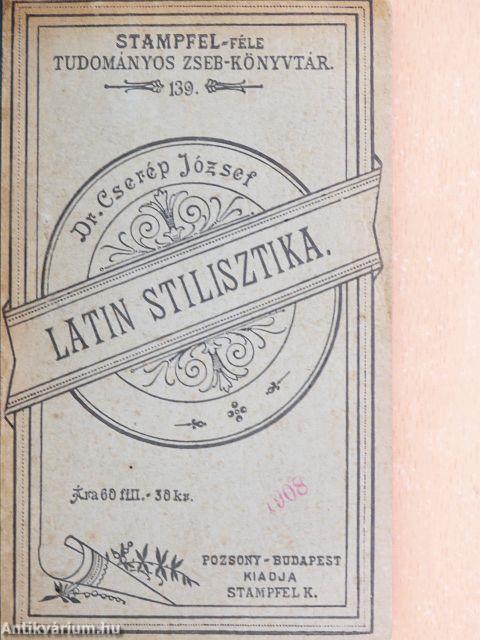 STAMPFEL-FÉLE
TUDOMÁNYOS ZSEB-KÖNYVTÁR.
139.
Dr. Cserép József
LATIN STILISZTIKA.
Ára 60 fill. - 30 kr.
1908
POZSONY - BUDAPEST
KIADJA
STAMPFEL K.
Antikvárium.hu